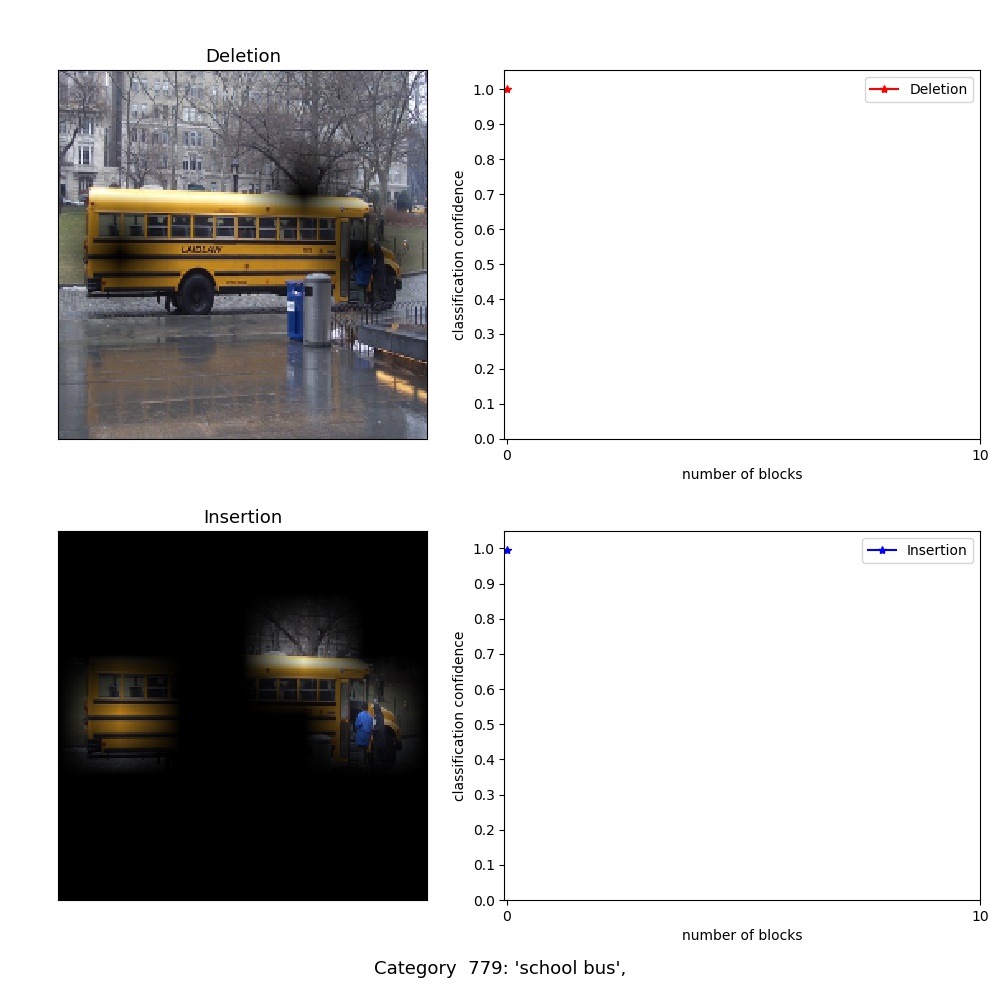 Deletion
1.0
0.9
0.8
0.7
0.6
0.5
0.4
0.3
0.2
0.1
0.0
classification confidence
Deletion
0
10
number of blocks
LAIDLAW
Insertion
1.0
0.9
0.8
0.7
0.6
0.5
0.4
0.3
0.2
0.1
0.0
classification confidence
Insertion
0
10
number of blocks
Category  779: 'school bus',